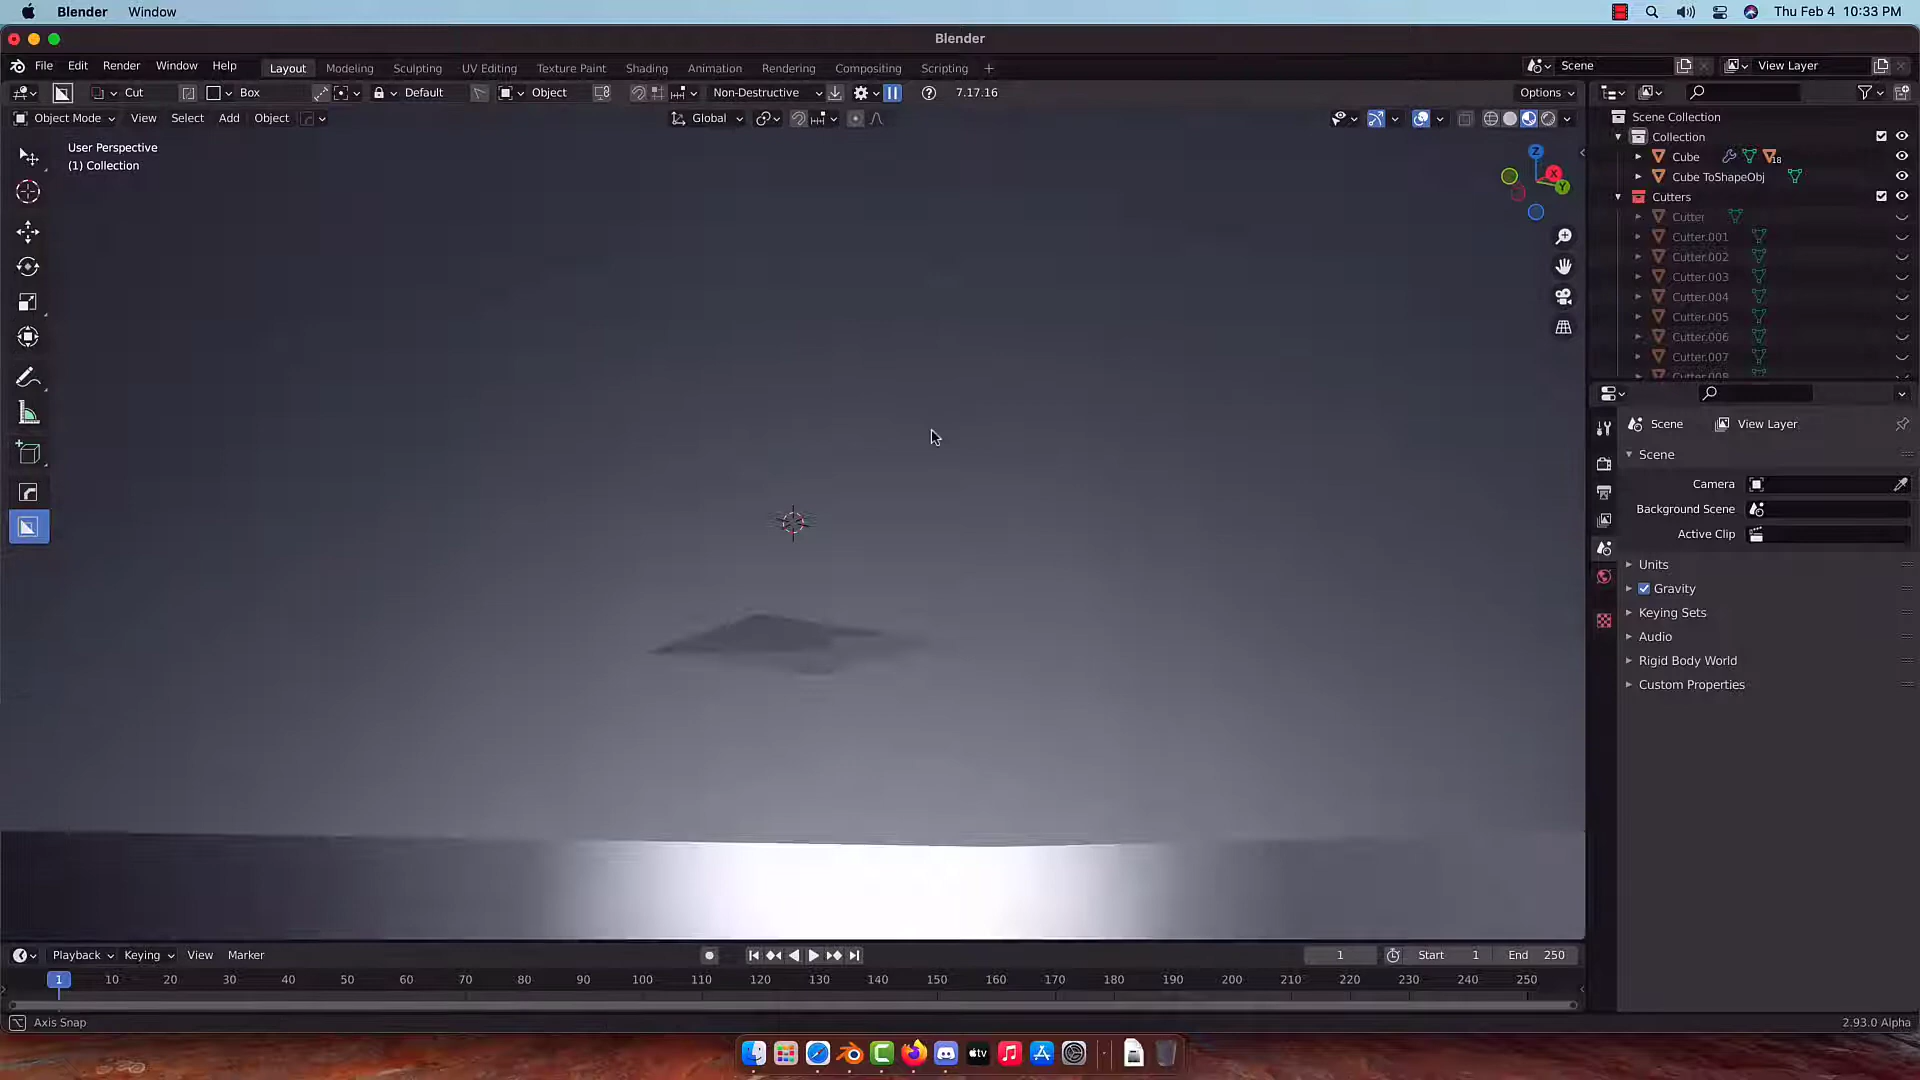 Blender Window Thu Feb 4 10:33 PM
Blender
File Edit Render Window Help Layout Modeling Sculpting UV Editing Texture Paint Shading Animation Rendering Compositing Scripting + Scene View Layer
Cut Box Default Object Non-Destructive 7.17.16 Options
Object Mode View Select Add Object Global
User Perspective
(1) Collection
Z
X
Y
Scene Collection
Collection
Cube 18
Cube ToShapeObj
Cutters
Cutter
Cutter.001
Cutter.002
Cutter.003
Cutter.004
Cutter.005
Cutter.006
Cutter.007
Cutter.008
Scene View Layer
Scene
Camera
Background Scene
Active Clip
Units
Gravity
Keying Sets
Audio
Rigid Body World
Custom Properties
Playback Keying View Marker 1 Start 1 End 250
1 10 20 30 40 50 60 70 80 90 100 110 120 130 140 150 160 170 180 190 200 210 220 230 240 250
Axis Snap 2.93.0 Alpha
tv